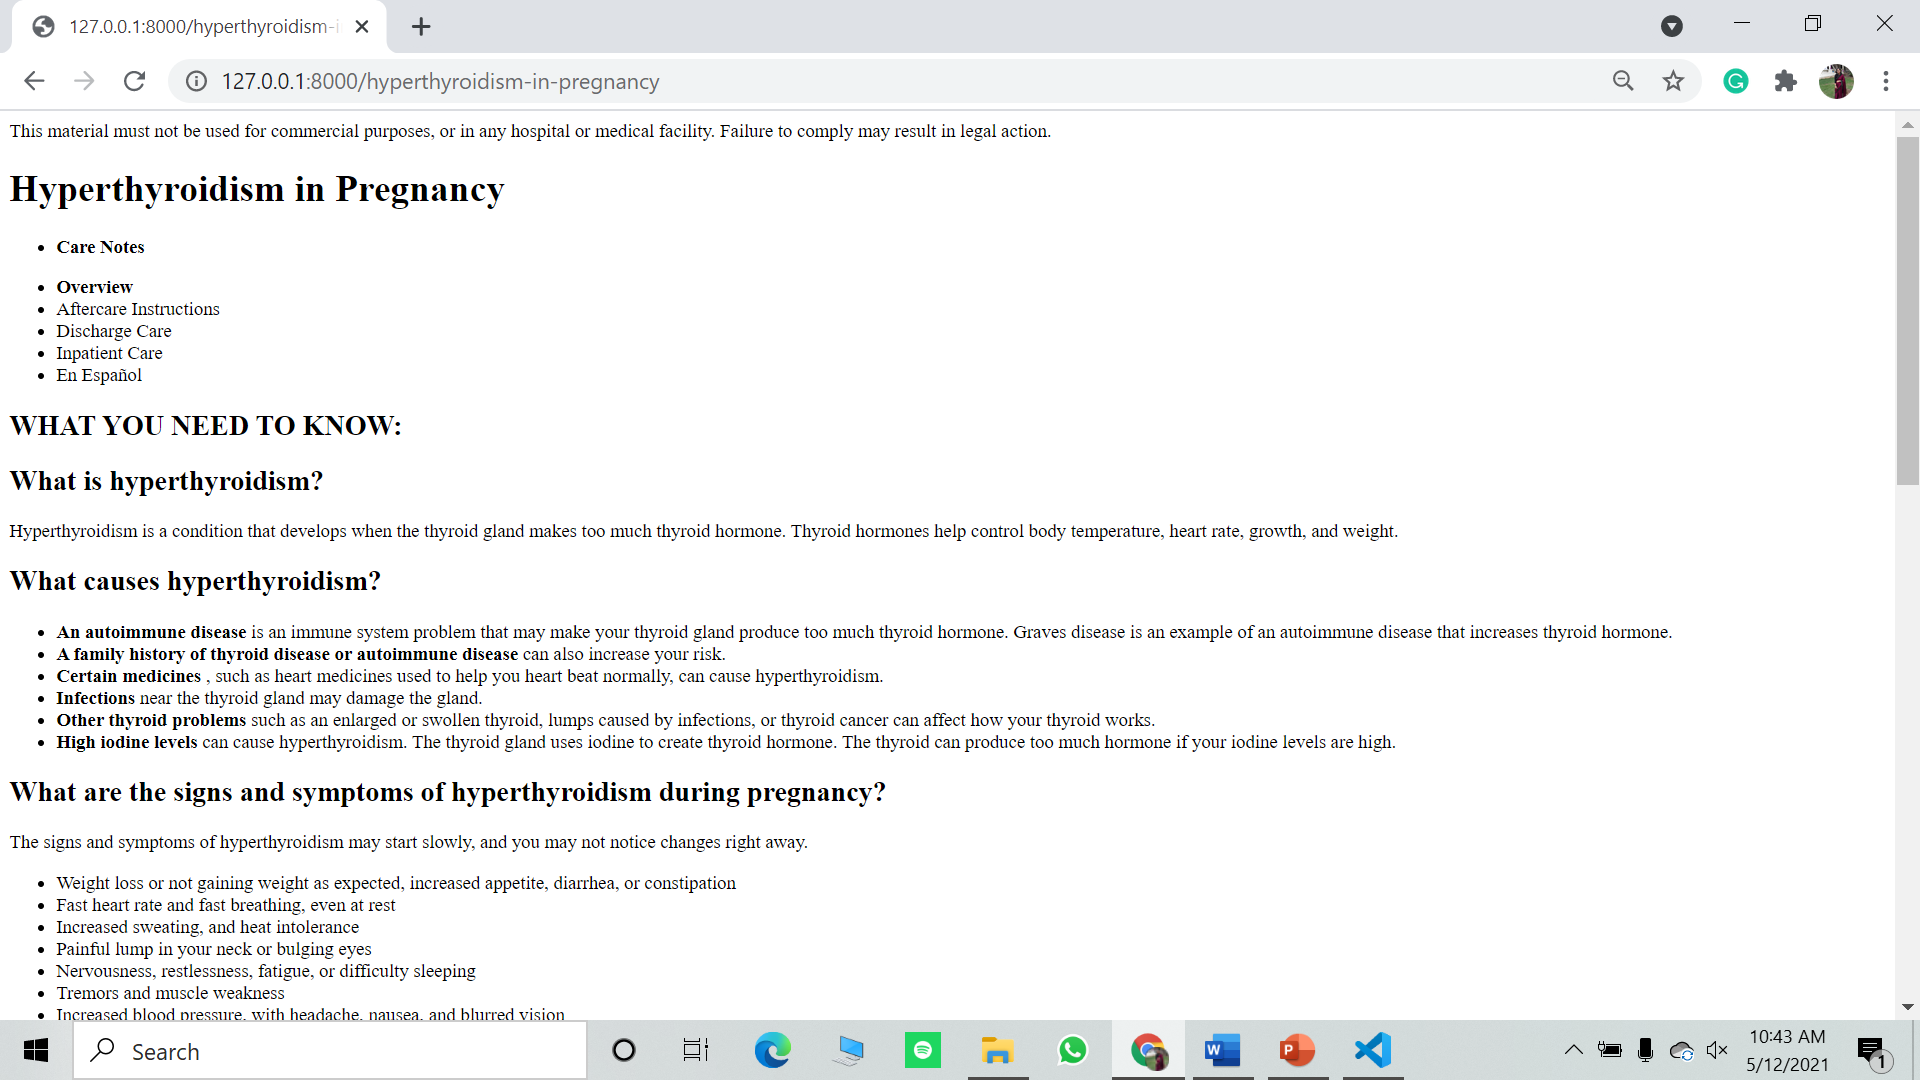 127.0.0.1:8000/hyperthyroidism-i
127.0.0.1:8000/hyperthyroidism-in-pregnancy
This material must not be used for commercial purposes, or in any hospital or medical facility. Failure to comply may result in legal action.
Hyperthyroidism in Pregnancy
Care Notes
Overview
Aftercare Instructions
Discharge Care
Inpatient Care
En Español
WHAT YOU NEED TO KNOW:
What is hyperthyroidism?
Hyperthyroidism is a condition that develops when the thyroid gland makes too much thyroid hormone. Thyroid hormones help control body temperature, heart rate, growth, and weight.
What causes hyperthyroidism?
An autoimmune disease is an immune system problem that may make your thyroid gland produce too much thyroid hormone. Graves disease is an example of an autoimmune disease that increases thyroid hormone.
A family history of thyroid disease or autoimmune disease can also increase your risk.
Certain medicines , such as heart medicines used to help you heart beat normally, can cause hyperthyroidism.
Infections near the thyroid gland may damage the gland.
Other thyroid problems such as an enlarged or swollen thyroid, lumps caused by infections, or thyroid cancer can affect how your thyroid works.
High iodine levels can cause hyperthyroidism. The thyroid gland uses iodine to create thyroid hormone. The thyroid can produce too much hormone if your iodine levels are high.
What are the signs and symptoms of hyperthyroidism during pregnancy?
The signs and symptoms of hyperthyroidism may start slowly, and you may not notice changes right away.
Weight loss or not gaining weight as expected, increased appetite, diarrhea, or constipation
Fast heart rate and fast breathing, even at rest
Increased sweating, and heat intolerance
Painful lump in your neck or bulging eyes
Nervousness, restlessness, fatigue, or difficulty sleeping
Tremors and muscle weakness
Increased blood pressure, with headache, nausea, and blurred vision
Search
10:43 AM
5/12/2021
1